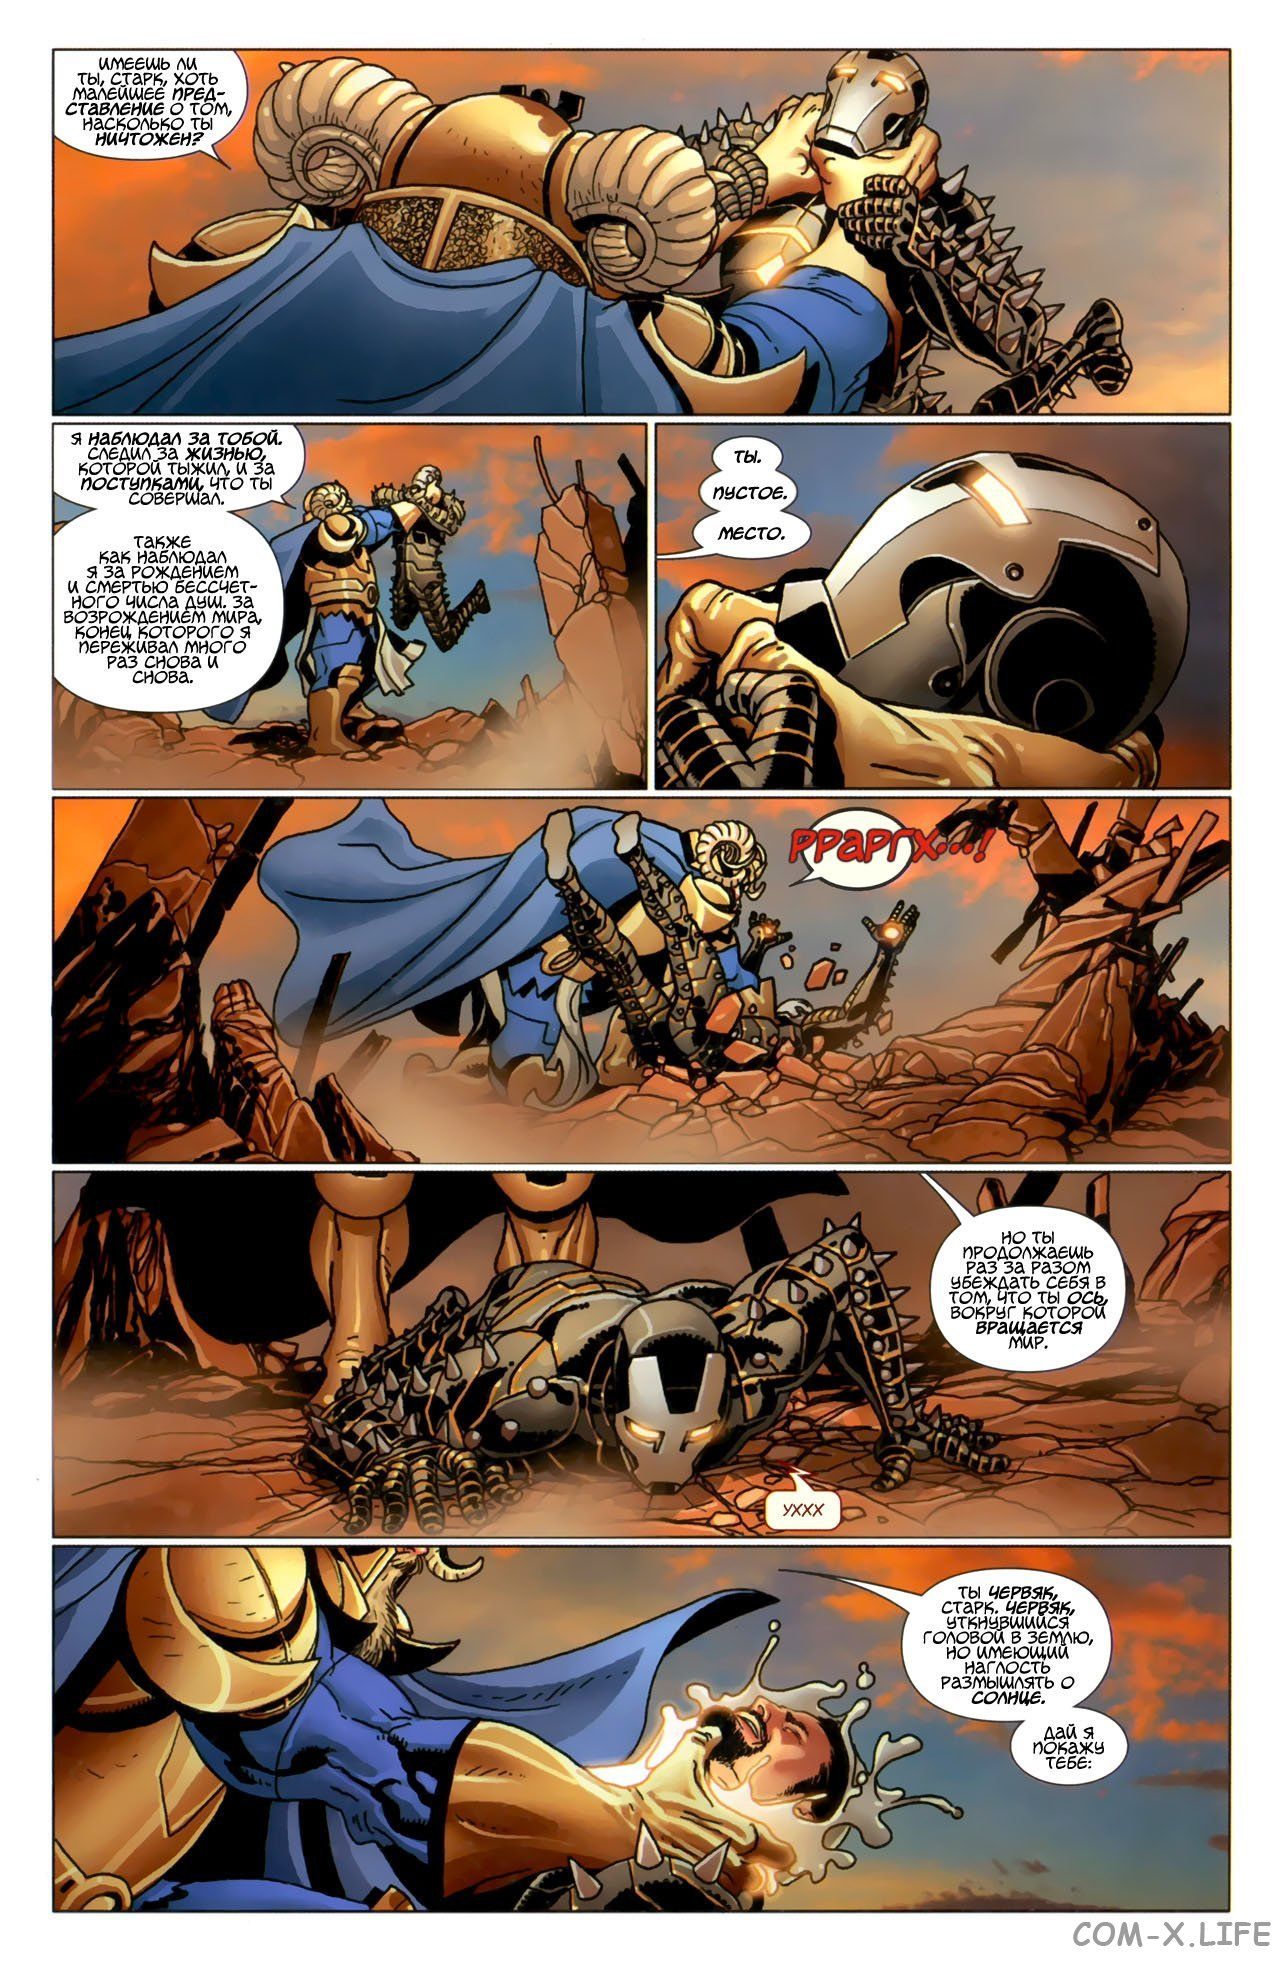 ИМЕЕШЬ ЛИ
ТЫ, СТАРК, ХОТЬ
МАЛЕЙШЕЕ ПРЕД-
СТАВЛЕНИЕ О ТОМ,
НАСКОЛЬКО ТЫ
НИЧТОЖЕН?
Я НАБЛЮДАЛ ЗА ТОБОЙ.
СЛЕДИЛ ЗА ЖИЗНЬЮ,
КОТОРОЙ ТЫЖИЛ, И ЗА
ПОСТУПКАМИ, ЧТО ТЫ
СОВЕРШАЛ.
ТАКЖЕ
КАК НАБЛЮДАЛ
Я ЗА РОЖДЕНИЕМ
И СМЕРТЬЮ БЕССЧЕТ-
НОГО ЧИСЛА ДУШ. ЗА
ВОЗРОЖДЕНИЕМ МИРА,
КОНЕЦ КОТОРОГО Я
ПЕРЕЖИВАЛ МНОГО
РАЗ СНОВА И
СНОВА.
ТЫ.
ПУСТОЕ.
МЕСТО.
РРАРГХ...!
НО ТЫ
ПРОДОЛЖАЕШЬ
РАЗ ЗА РАЗОМ
УБЕЖДАТЬ СЕБЯ В
ТОМ, ЧТО ТЫ ОСЬ,
ВОКРУГ КОТОРОЙ
ВРАЩАЕТСЯ
МИР.
УХХХ
ТЫ ЧЕРВЯК,
СТАРК. ЧЕРВЯК,
УТКНУВШИЙСЯ
ГОЛОВОЙ В ЗЕМЛЮ,
НО ИМЕЮЩИЙ
НАГЛОСТЬ
РАЗМЫШЛЯТЬ О
СОЛНЦЕ.
ДАЙ Я
ПОКАЖУ
ТЕБЕ:
COM-X.LIFE